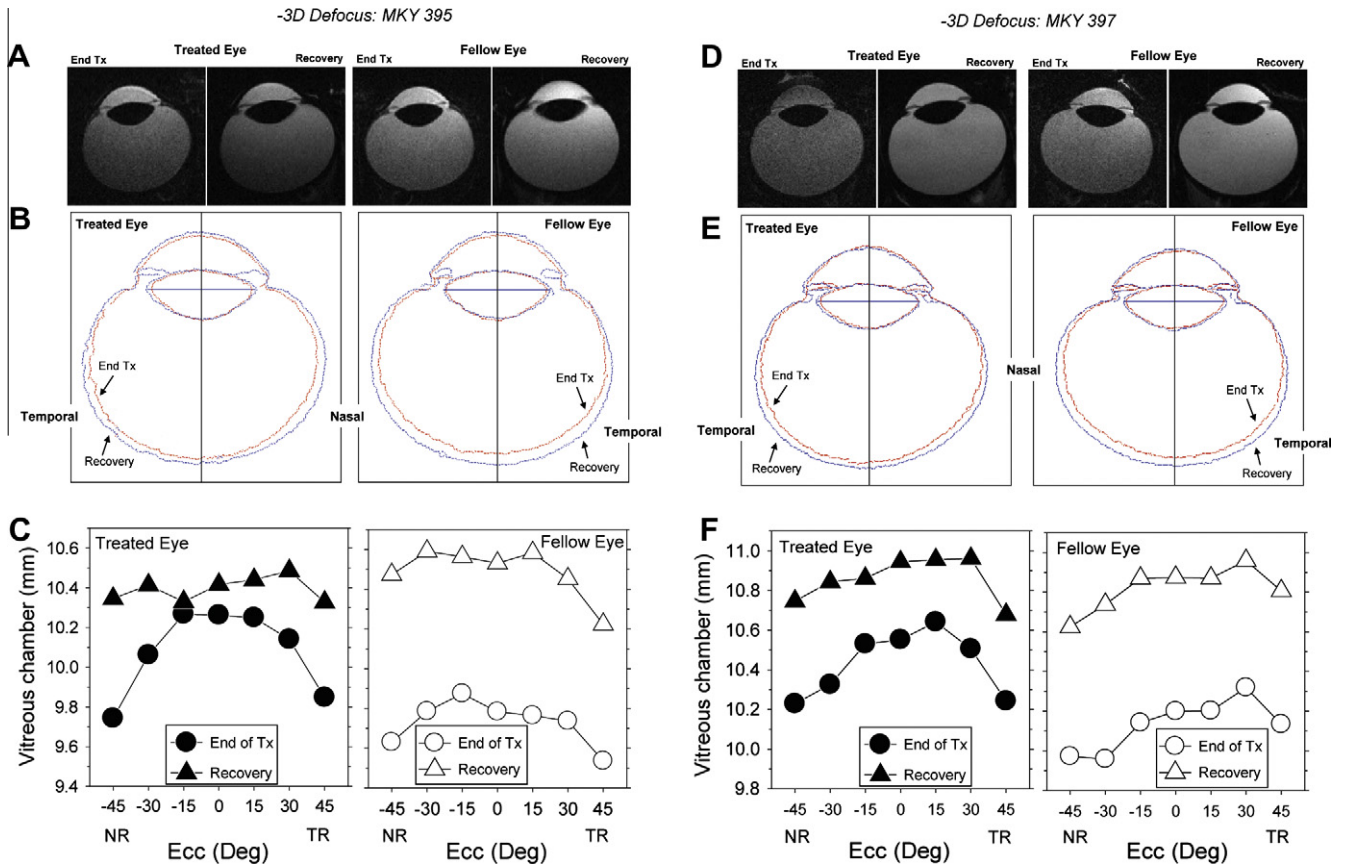 -3D Defocus: MKY 395
A
Treated Eye
Fellow Eye
End Tx
Recovery
End Tx
Recovery
B
Treated Eye
Fellow Eye
End Tx
End Tx
Temporal
Nasal
Temporal
Recovery
Recovery
C
Treated Eye
Fellow Eye
Vitreous chamber (mm)
10.6
10.4
10.2
10.0
9.8
9.6
9.4
End of Tx
Recovery
End of Tx
Recovery
-45 -30 -15 0 15 30 45
-45 -30 -15 0 15 30 45
NR TR
NR TR
Ecc (Deg)
Ecc (Deg)
-3D Defocus: MKY 397
D
Treated Eye
Fellow Eye
End Tx
Recovery
End Tx
Recovery
E
Treated Eye
Fellow Eye
Nasal
End Tx
End Tx
Temporal
Temporal
Recovery
Recovery
F
Treated Eye
Fellow Eye
Vitreous chamber (mm)
11.0
10.8
10.6
10.4
10.2
10.0
9.8
End of Tx
Recovery
End of Tx
Recovery
-45 -30 -15 0 15 30 45
-45 -30 -15 0 15 30 45
NR TR
NR TR
Ecc (Deg)
Ecc (Deg)